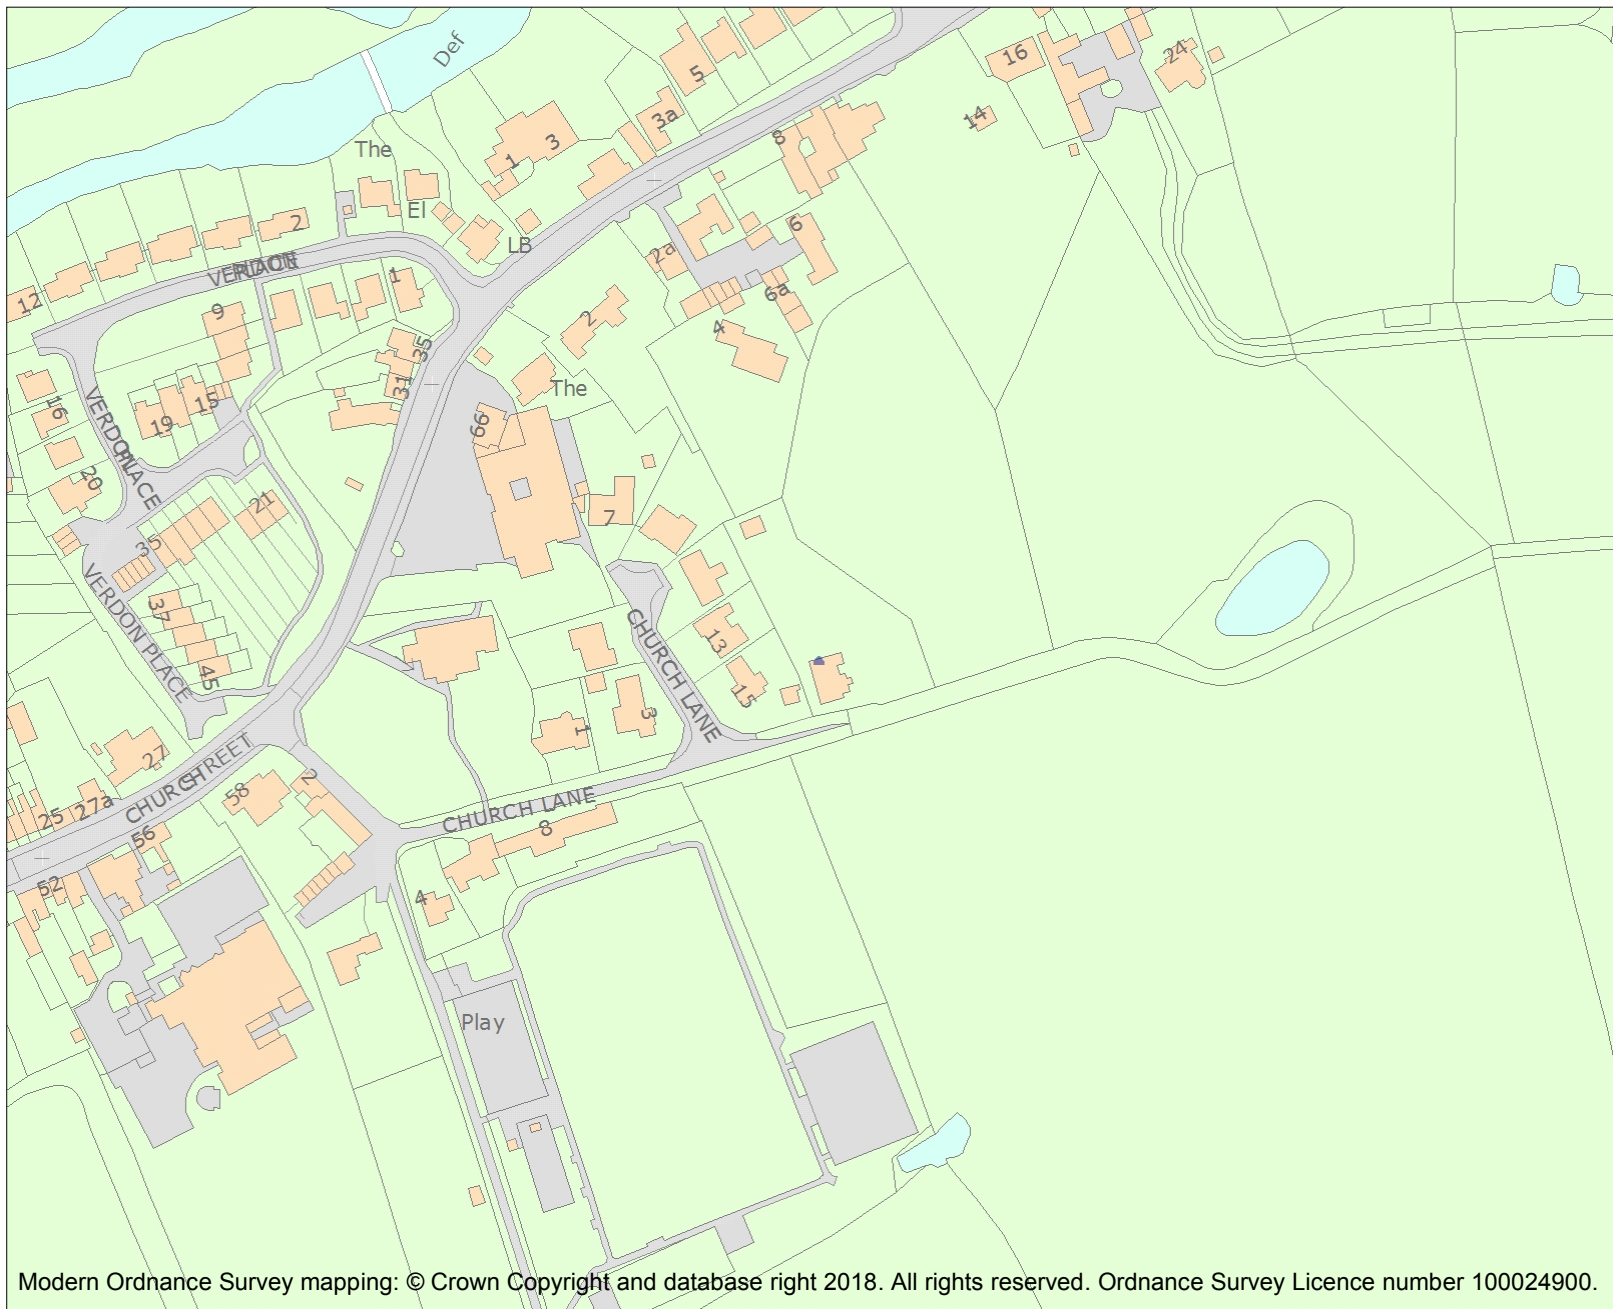 Def
16
24
5
14
3a
S
The
3
1
El
2
6
LB
2a
VERDON
PLACE
1
12
6a
9
2
4
35
31
The
16
15
19
66
VERDON
PLACE
20
21
7
35
37
VERDON PLACE
CHURCH LANE
13
45
15
3
1
27
CHURCH
STREET
2
58
27a
25
CHURCH LANE
8
56
52
4
Play
Modern Ordnance Survey mapping: © Crown Copyright and database right 2018. All rights reserved. Ordnance Survey Licence number 100024900.